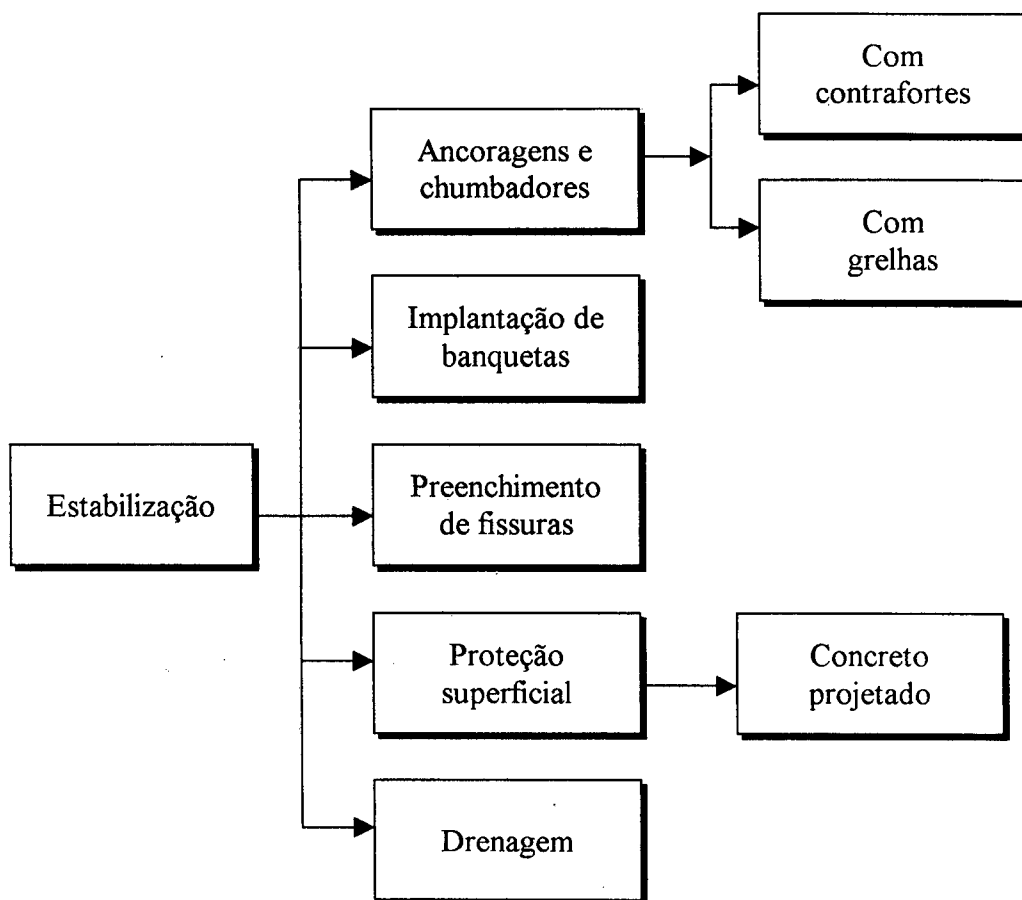 Com
contrafortes
Ancoragens e
chumbadores
Com
grelhas
Implantação de
banquetas
Estabilização
Preenchimento
de fissuras
Proteção
superficial
Concreto
projetado
Drenagem